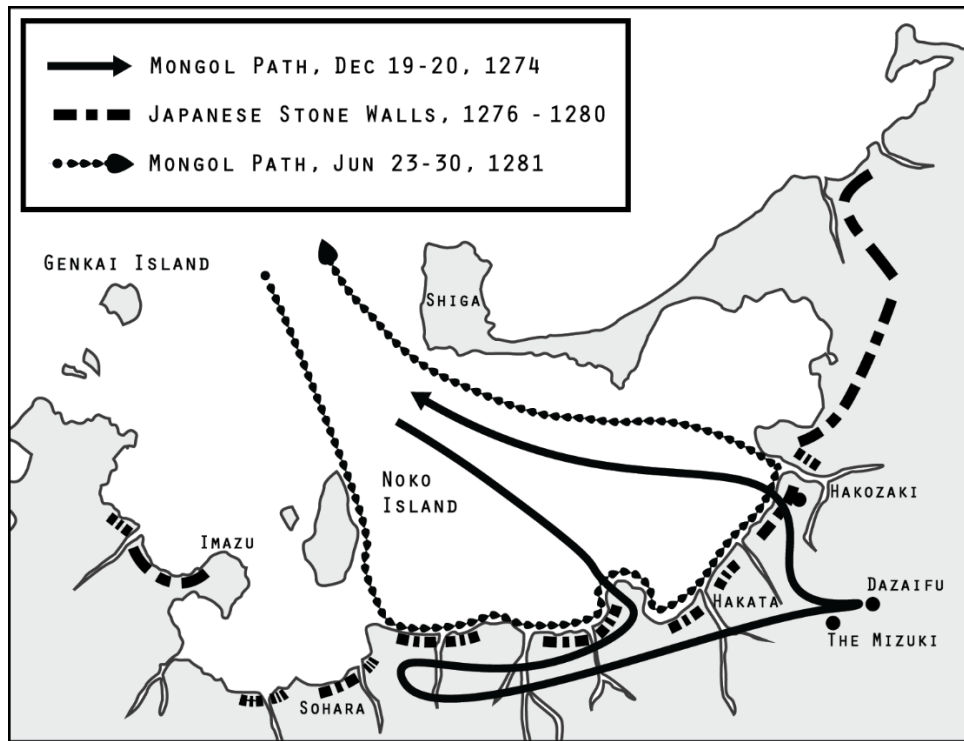 Mongol Path, Dec 19-20, 1274
Japanese Stone Walls, 1276 - 1280
Mongol Path, Jun 23-30, 1281
Genkai Island
Shiga
Noko
Island
Hakozaki
Imazu
Hakata
Dazaifu
The Mizuki
Sohara